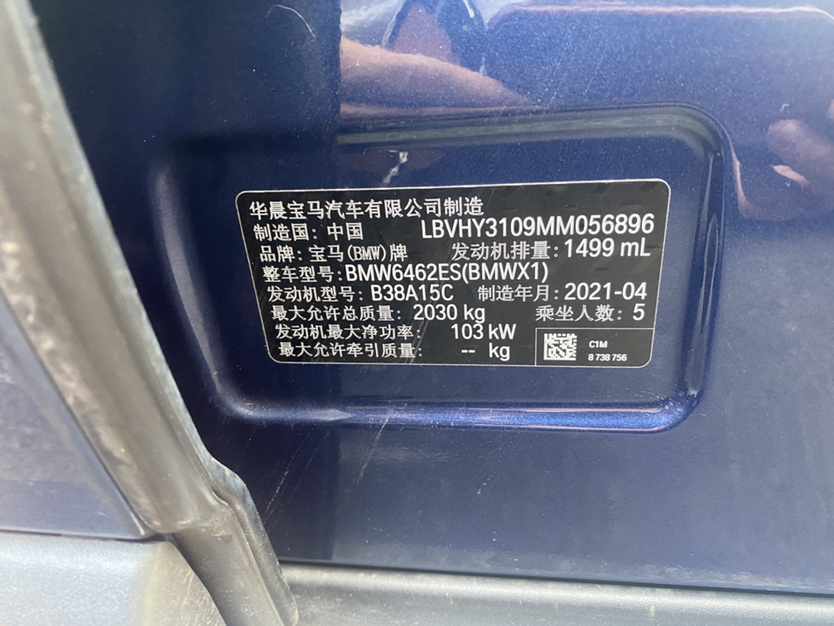 华晨宝马汽车有限公司制造
制造国: 中国 LBVHY3109MM056896
品牌: 宝马(BMW)牌 发动机排量: 1499 mL
整车型号: BMW6462ES(BMWX1)
发动机型号: B38A15C 制造年月: 2021-04
最大允许总质量: 2030 kg 乘坐人数: 5
发动机最大净功率: 103 kW
最大允许牵引质量: -- kg
C1M
8 738 756